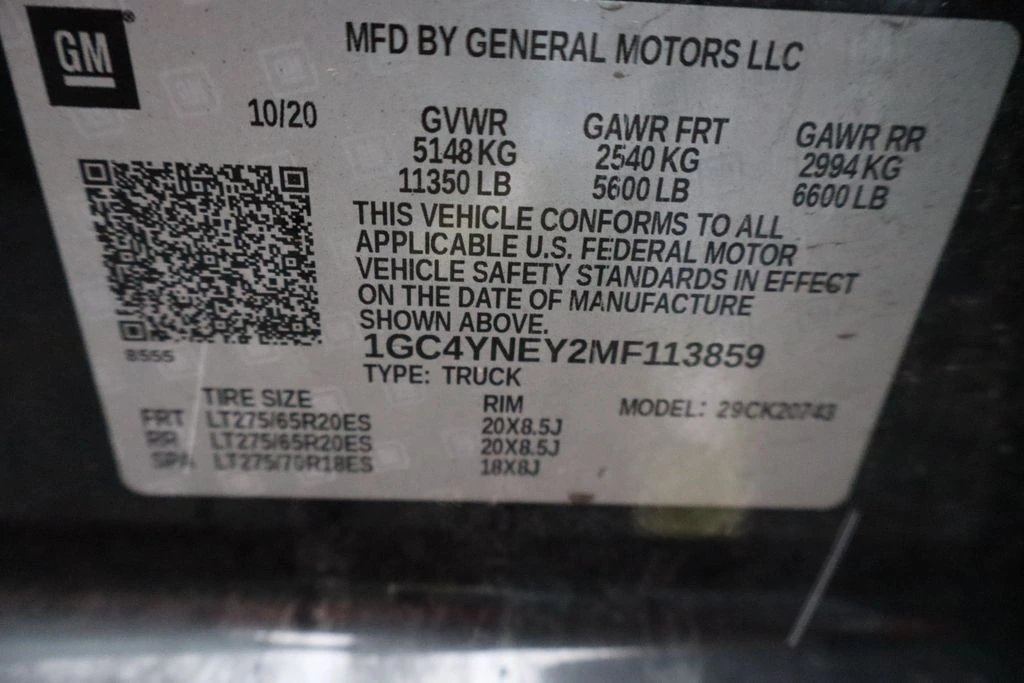 GM®
MFD BY GENERAL MOTORS LLC
10/20
GVWR
5148 KG
11350 LB
GAWR FRT
2540 KG
5600 LB
GAWR RR
2994 KG
6600 LB
THIS VEHICLE CONFORMS TO ALL
APPLICABLE U.S. FEDERAL MOTOR
VEHICLE SAFETY STANDARDS IN EFFECT
ON THE DATE OF MANUFACTURE
SHOWN ABOVE.
8555
1GC4YNEY2MF113859
TYPE: TRUCK
MODEL: 29CK20743
TIRE SIZE RIM
FRT LT275/65R20ES 20X8.5J
RR LT275/65R20ES 20X8.5J
SPA LT275/70R18ES 18X8J